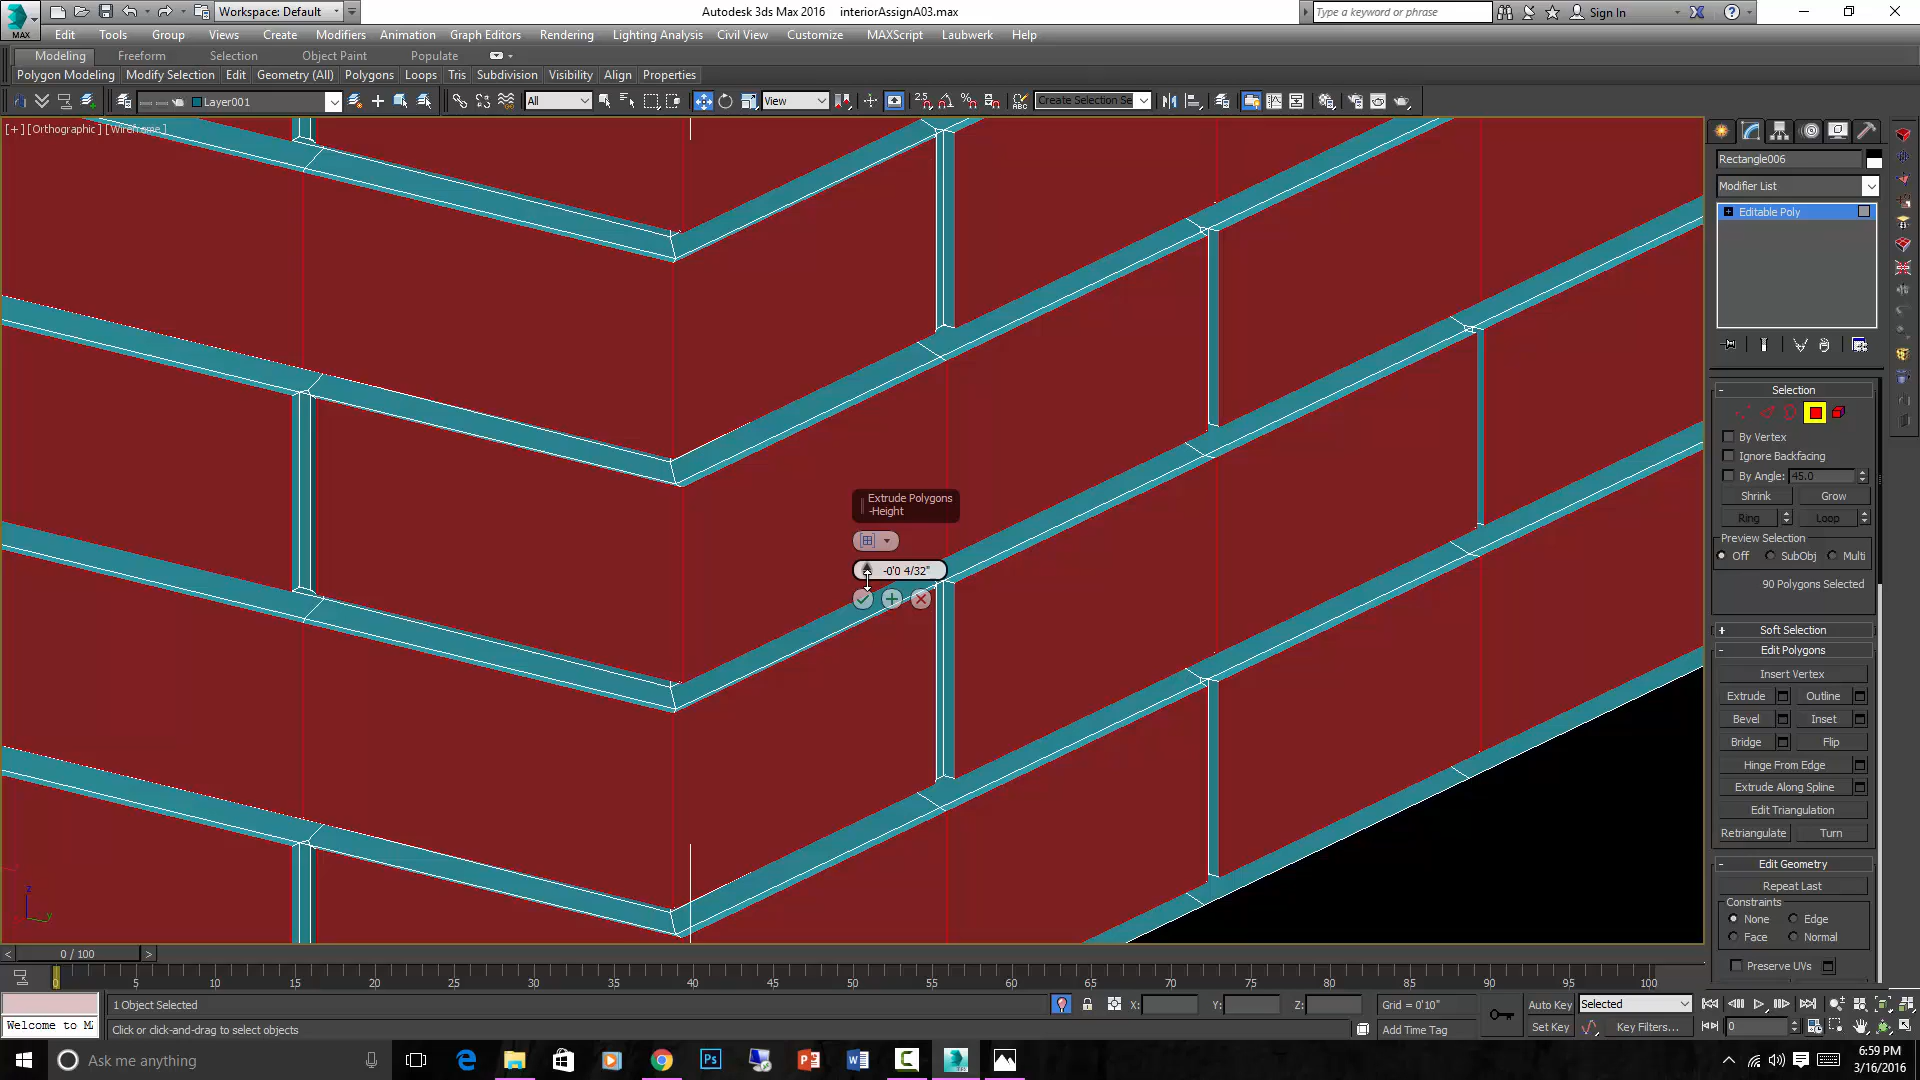 Workspace: Default
Autodesk 3ds Max 2016 interiorAssignA03.max
Type a keyword or phrase
Sign In
MAX
Edit Tools Group Views Create Modifiers Animation Graph Editors Rendering Lighting Analysis Civil View Customize MAXScript Laubwerk Help
Modeling Freeform Selection Object Paint Populate
Polygon Modeling Modify Selection Edit Geometry (All) Polygons Loops Tris Subdivision Visibility Align Properties
Layer001
All
View
Create Selection Se
[+] [Orthographic] [Wireframe]
Rectangle006
Modifier List
Editable Poly
Selection
By Vertex
Ignore Backfacing
By Angle: 45.0
Shrink Grow
Ring Loop
Preview Selection
Off SubObj Multi
90 Polygons Selected
Soft Selection
Edit Polygons
Insert Vertex
Extrude Outline
Bevel Inset
Bridge Flip
Hinge From Edge
Extrude Along Spline
Edit Triangulation
Retriangulate Turn
Edit Geometry
Repeat Last
Constraints
None Edge
Face Normal
Preserve UVs
Extrude Polygons
-Height
-0'0 4/32"
z
y
< 0 / 100 >
0 5 10 15 20 25 30 35 40 45 50 55 60 65 70 75 80 85 90 95 100
1 Object Selected
X: Y: Z:
Grid = 0'10"
Auto Key Selected
Welcome to M
Click or click-and-drag to select objects
Add Time Tag
Set Key Key Filters...
0
Ask me anything
6:59 PM
3/16/2016